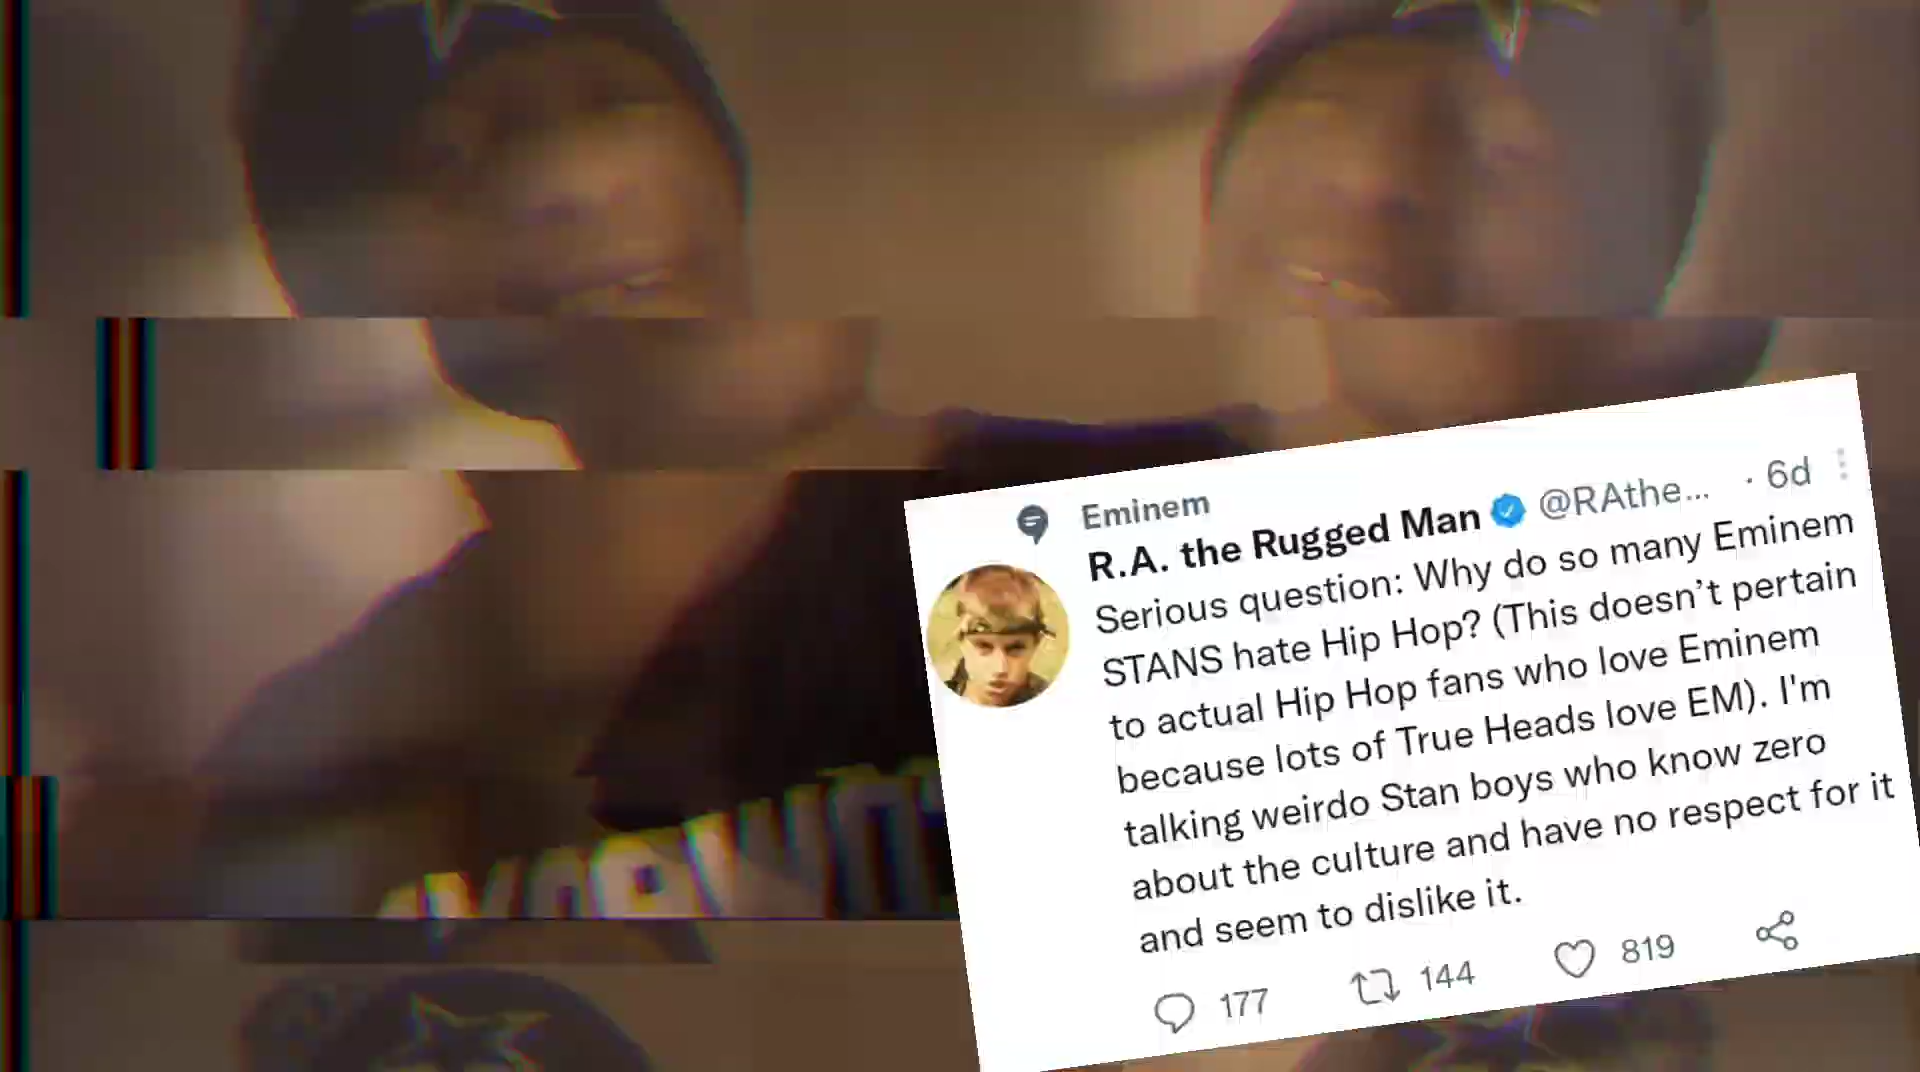 Eminem
R.A. the Rugged Man @RAthe... · 6d
Serious question: Why do so many Eminem
STANS hate Hip Hop? (This doesn't pertain
to actual Hip Hop fans who love Eminem
because lots of True Heads love EM). I'm
talking weirdo Stan boys who know zero
about the culture and have no respect for it
and seem to dislike it.
177 144 819